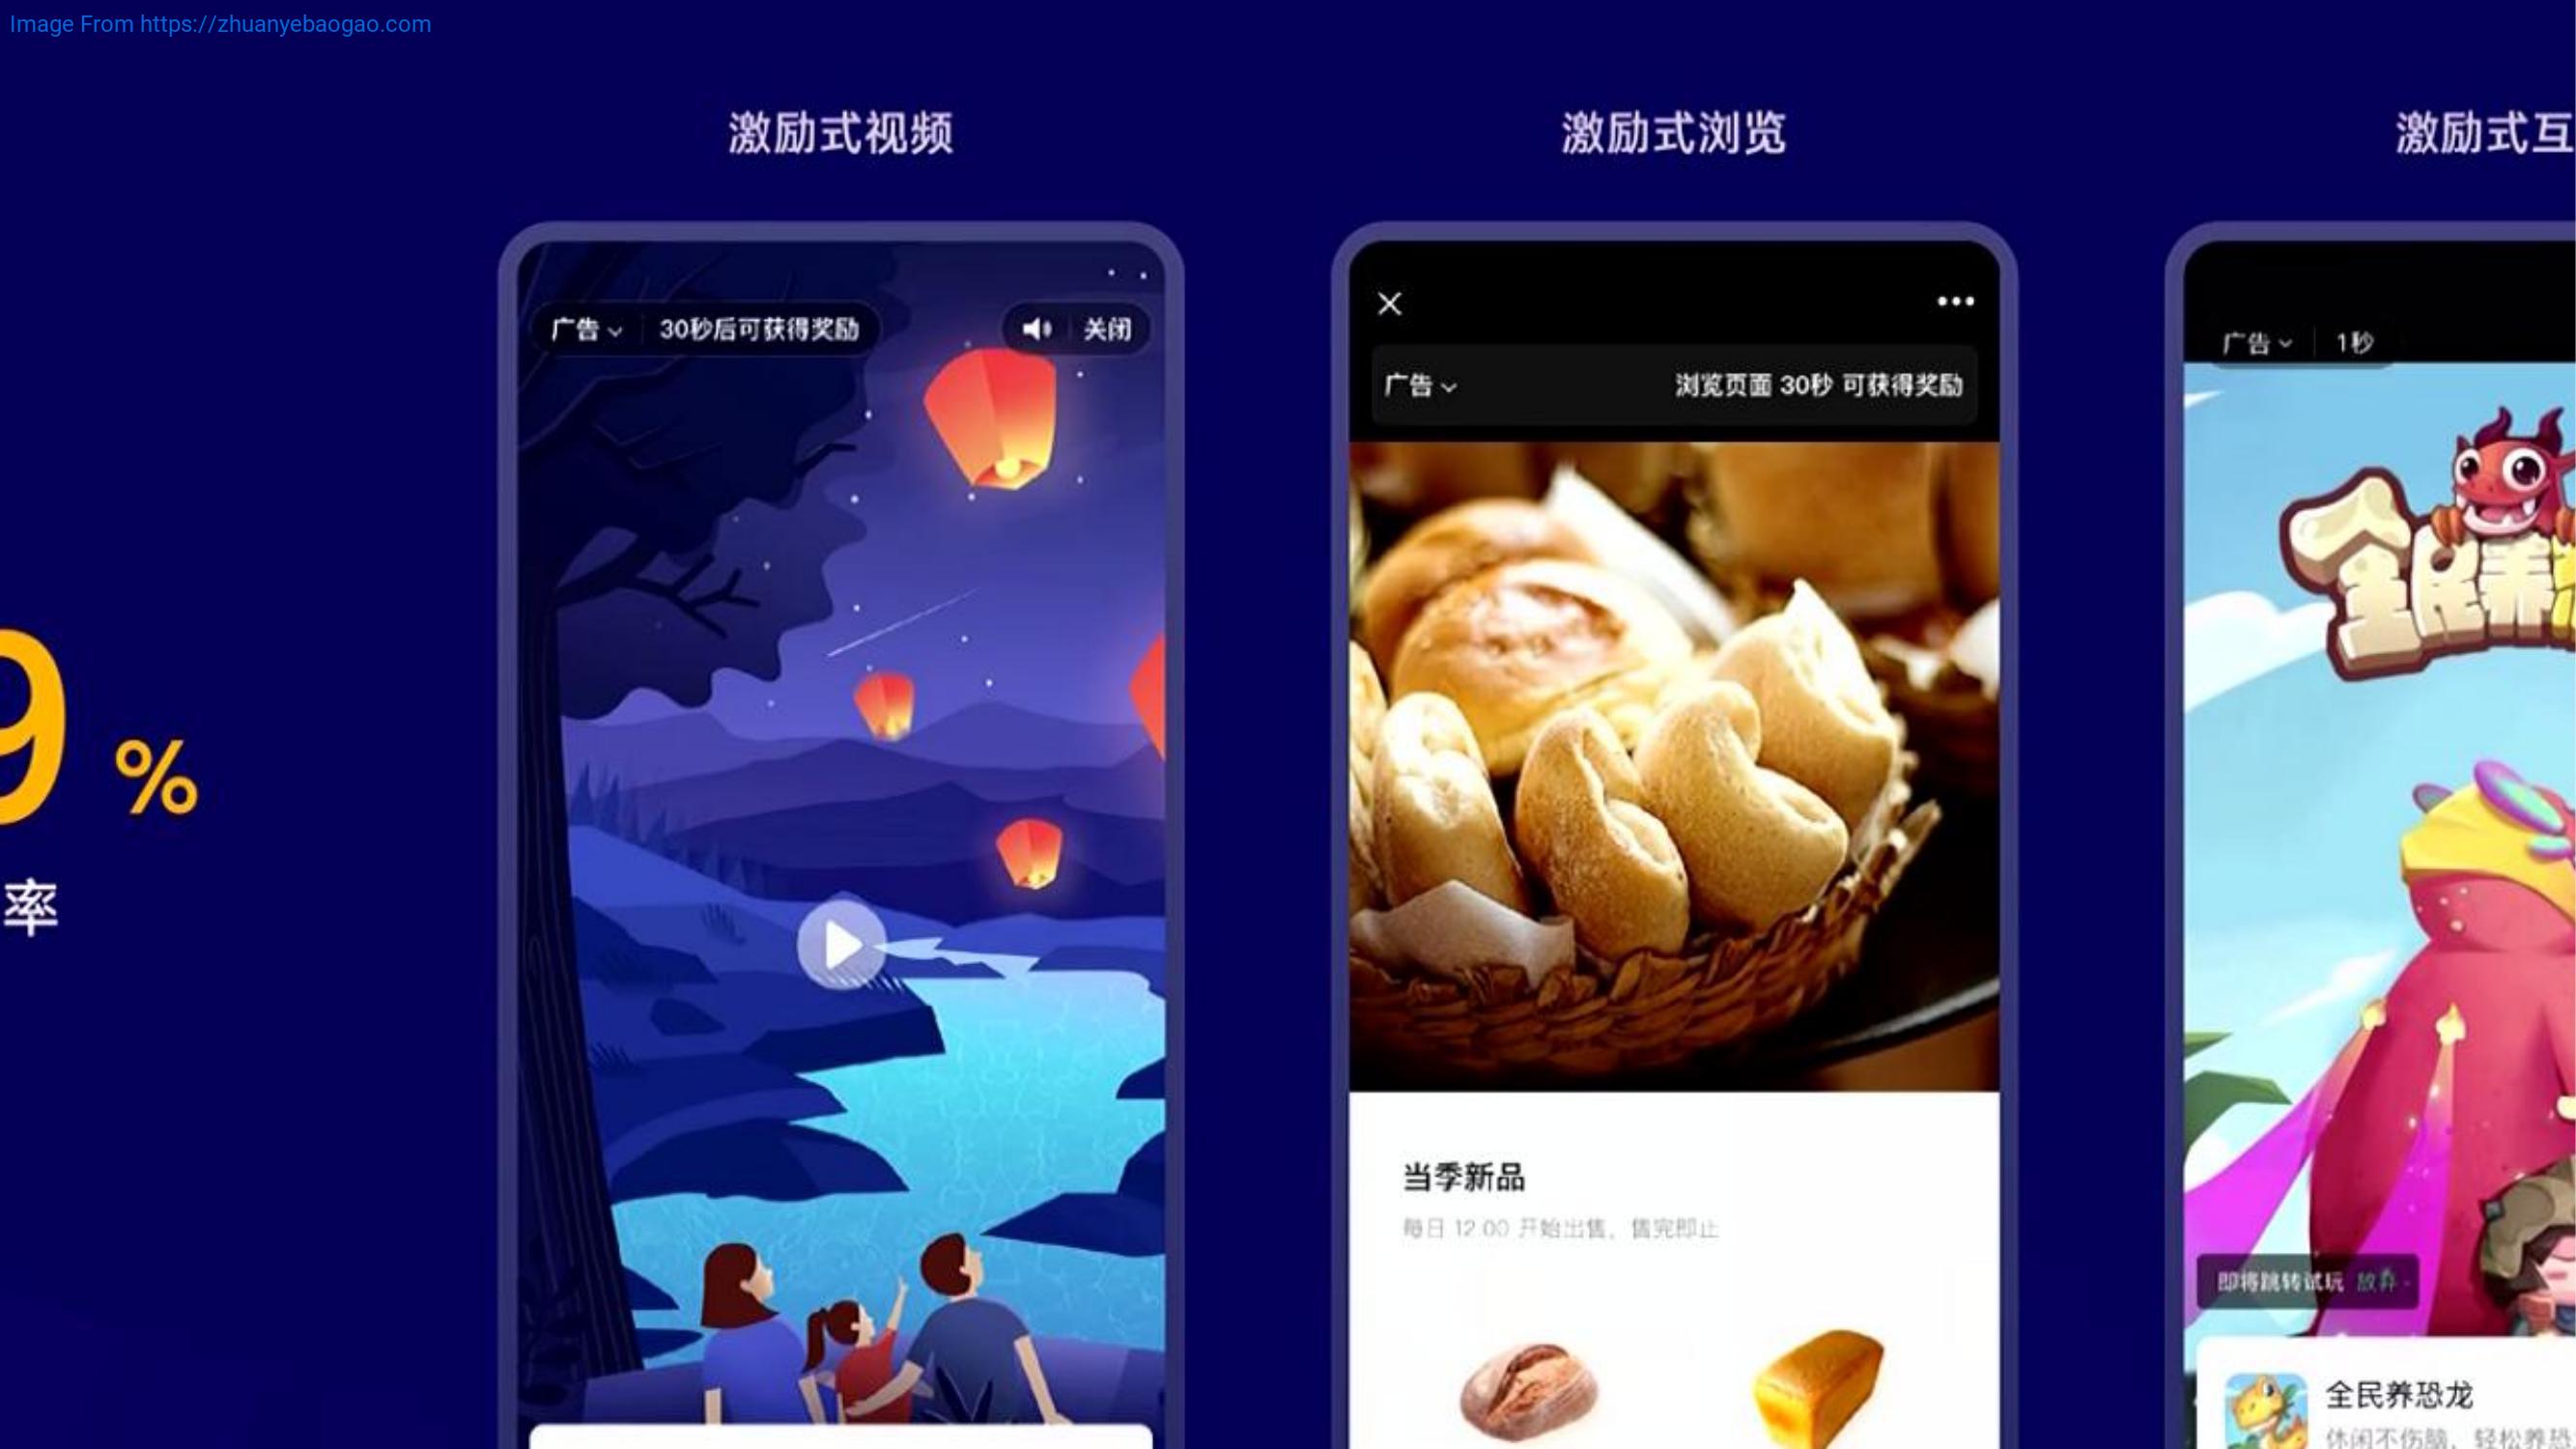 Image From https://zhuanyebaogao.com
激励式视频
激励式浏览
激励式互
广告
30秒后可获得奖励
关闭
广告
浏览页面 30秒 可获得奖励
广告
1秒
全民养
9 %
率
当季新品
每日 12:00 开始出售，售完即止
即将跳转试玩 放弃
全民养恐龙
休闲不伤脑，轻松养恐